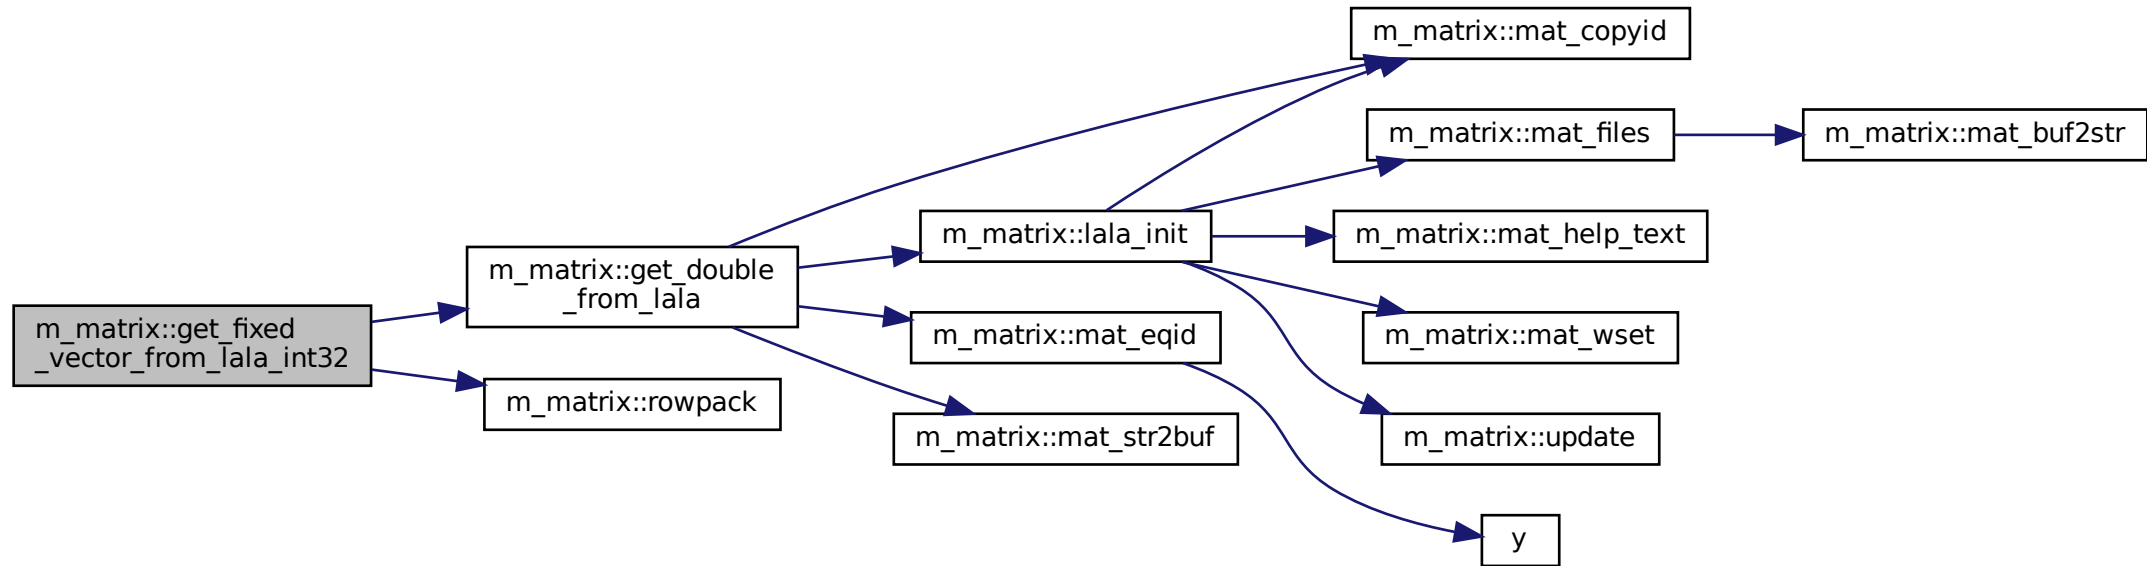 m_matrix::get_fixed
_vector_from_lala_int32
m_matrix::get_double
_from_lala
m_matrix::rowpack
m_matrix::lala_init
m_matrix::mat_eqid
m_matrix::mat_str2buf
m_matrix::mat_copyid
m_matrix::mat_files
m_matrix::mat_help_text
m_matrix::mat_wset
m_matrix::update
y
m_matrix::mat_buf2str